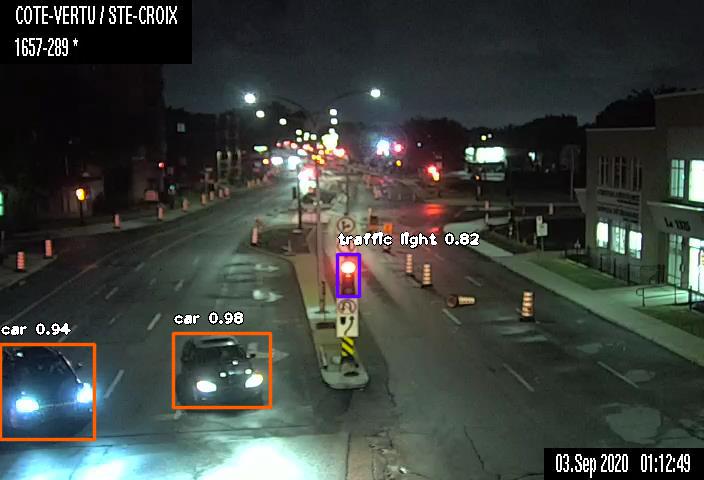 COTE-VERTU / STE-CROIX
1657-289 *
traffic light 0.82
car 0.94
car 0.98
03.Sep 2020 01:12:49